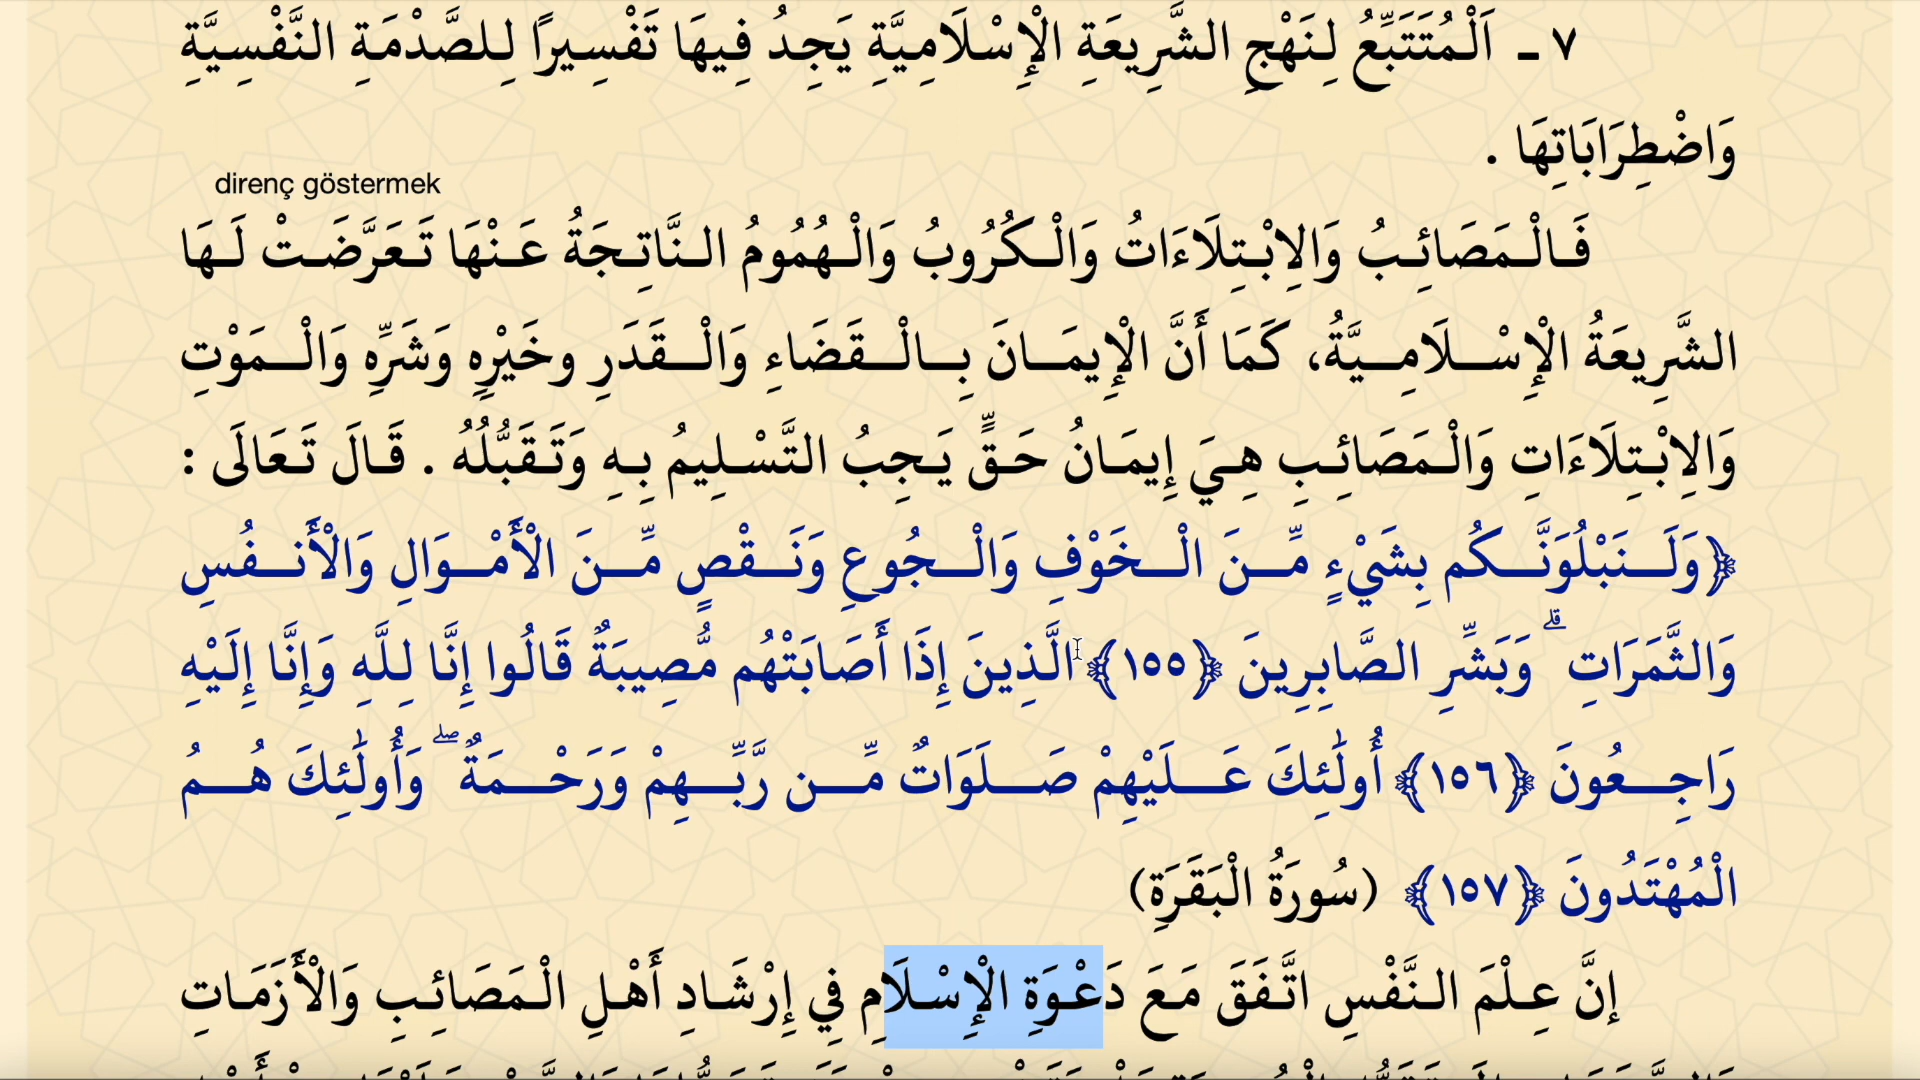 ٧ ـ اَلْمُتَتَبِّعُ لِنَهْجِ الشَّرِيعَةِ الْإِسْلَامِيَّةِ يَجِدُ فِيهَا تَفْسِيراً لِلصَّدْمَةِ النَّفْسِيَّةِ
وَاضْطِرَابَاتِهَا .
direnç göstermek
فَالْمَصَائِبُ وَالِابْتِلَاءَاتُ وَالْكُرُوبُ وَالْهُمُومُ النَّاتِجَةُ عَنْهَا تَعَرَّضَتْ لَهَا
الشَّرِيعَةُ الْإِسْلَامِيَّةُ، كَمَا أَنَّ الْإِيمَانَ بِالْقَضَاءِ وَالْقَدَرِ وخَيْرِهِ وَشَرِّهِ وَالْمَوْتِ
وَالِابْتِلَاءَاتِ وَالْمَصَائِبِ هِيَ إِيمَانُ حَقٍّ يَجِبُ التَّسْلِيمُ بِهِ وَتَقَبُّلُهُ . قَالَ تَعَالَى :
﴿وَلَنَبْلُوَنَّكُم بِشَيْءٍ مِّنَ الْخَوْفِ وَالْجُوعِ وَنَقْصٍ مِّنَ الْأَمْوَالِ وَالْأَنفُسِ
وَالثَّمَرَاتِ ۗ وَبَشِّرِ الصَّابِرِينَ ﴿١٥٥﴾ الَّذِينَ إِذَا أَصَابَتْهُم مُّصِيبَةٌ قَالُوا إِنَّا لِلَّهِ وَإِنَّا إِلَيْهِ
رَاجِعُونَ ﴿١٥٦﴾ أُولَٰئِكَ عَلَيْهِمْ صَلَوَاتٌ مِّن رَّبِّهِمْ وَرَحْمَةٌ ۖ وَأُولَٰئِكَ هُمُ
الْمُهْتَدُونَ ﴿١٥٧﴾ (سُورَةُ الْبَقَرَةِ)
إِنَّ عِلْمَ النَّفْسِ اتَّفَقَ مَعَ دَعْوَةِ الْإِسْلَامِ فِي إِرْشَادِ أَهْلِ الْمَصَائِبِ وَالْأَزَمَاتِ